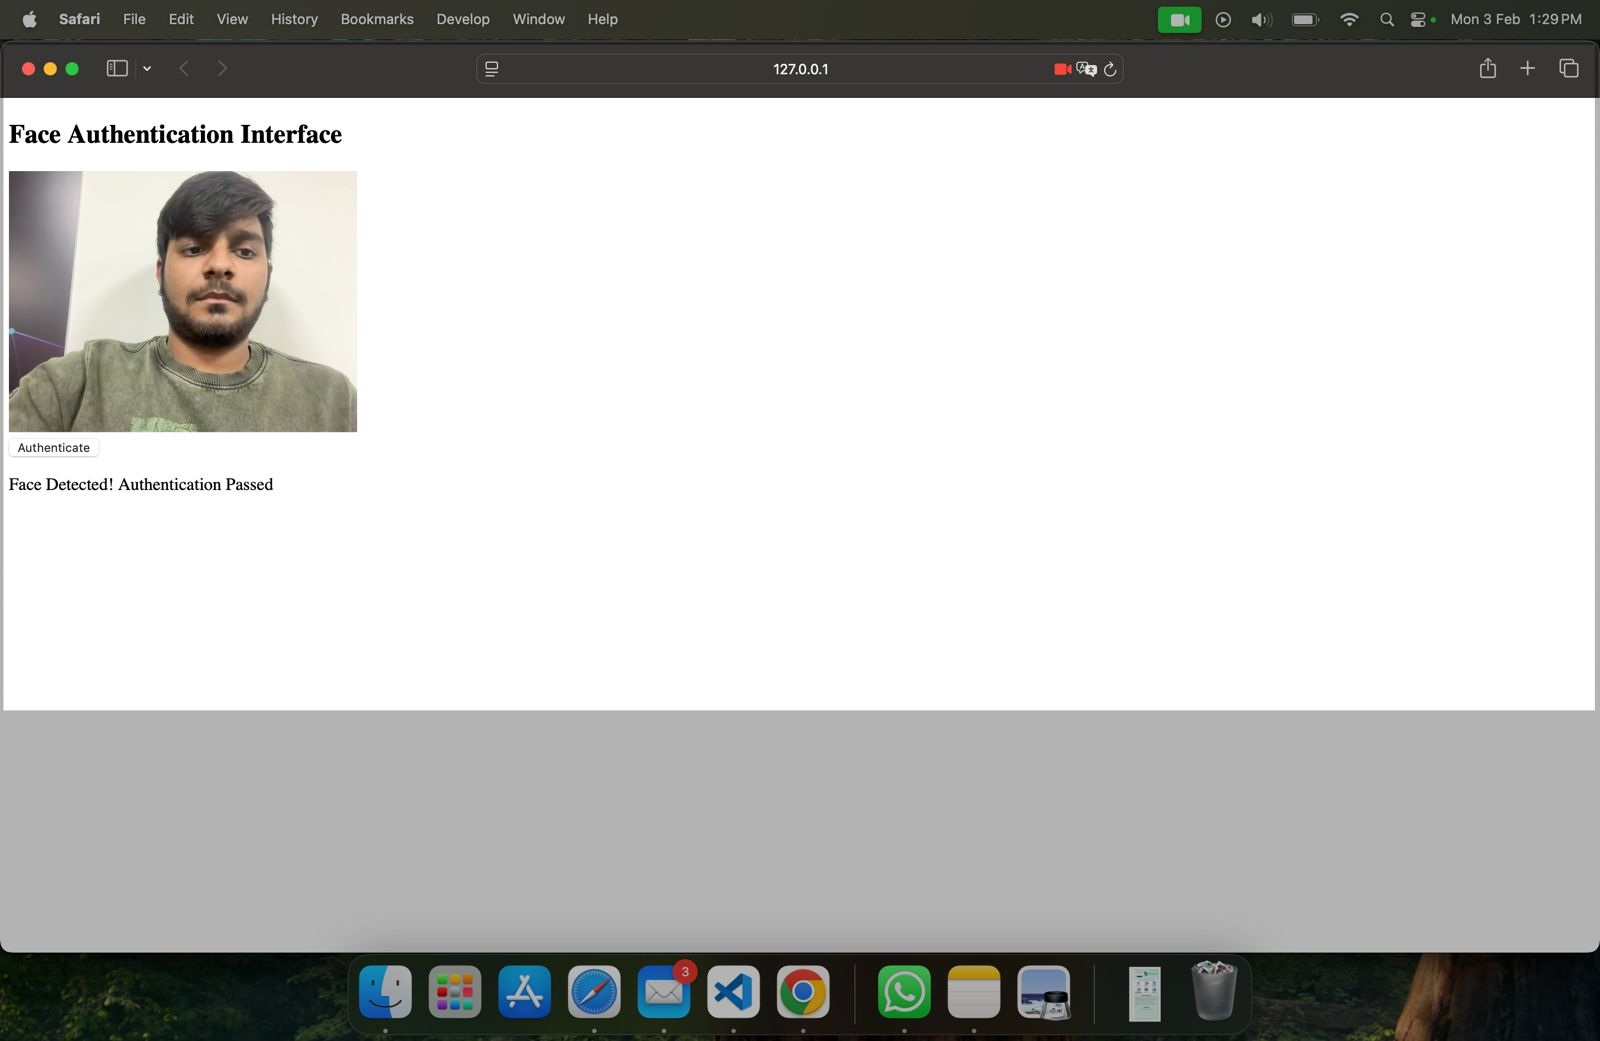 Safari File Edit View History Bookmarks Develop Window Help Mon 3 Feb 1:29 PM
127.0.0.1
Face Authentication Interface
Authenticate
Face Detected! Authentication Passed
3